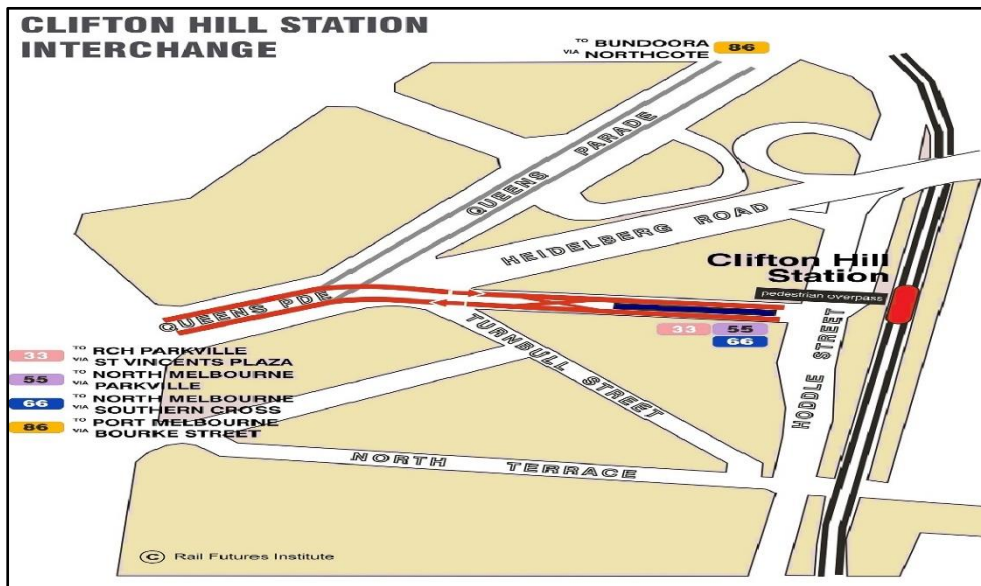 CLIFTON HILL STATION
INTERCHANGE
TO BUNDOORA
VIA NORTHCOTE
86
QUEENS PARADE
HEIDELBERG ROAD
Clifton Hill
Station
pedestrian overpass
QUEENS PDE
TURNBULL STREET
HODDLE STREET
33 55
66
33 TO RCH PARKVILLE
VIA ST VINCENTS PLAZA
55 TO NORTH MELBOURNE
VIA PARKVILLE
66 TO NORTH MELBOURNE
VIA SOUTHERN CROSS
86 TO PORT MELBOURNE
VIA BOURKE STREET
NORTH TERRACE
© Rail Futures Institute